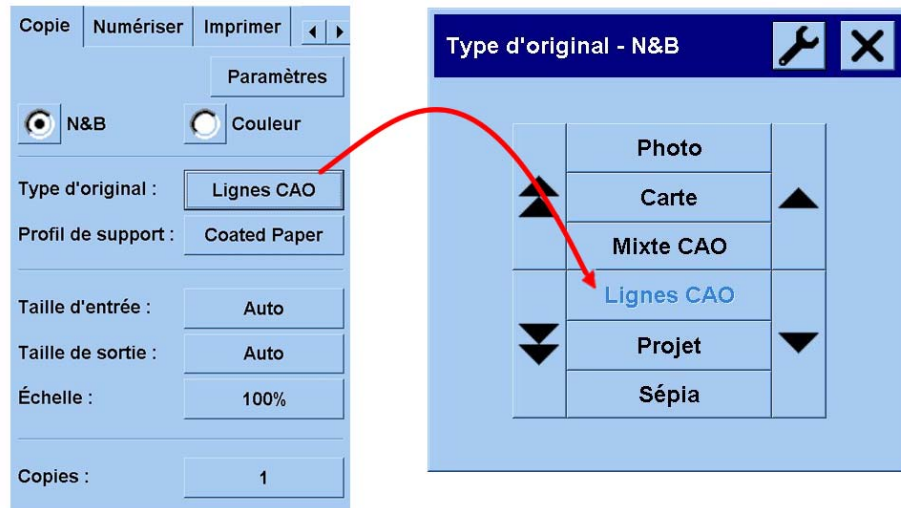 Copie Numériser Imprimer
Paramètres
N&B Couleur
Type d'original : Lignes CAO
Profil de support : Coated Paper
Taille d'entrée : Auto
Taille de sortie : Auto
Échelle : 100%
Copies : 1
Type d'original - N&B
Photo
Carte
Mixte CAO
Lignes CAO
Projet
Sépia